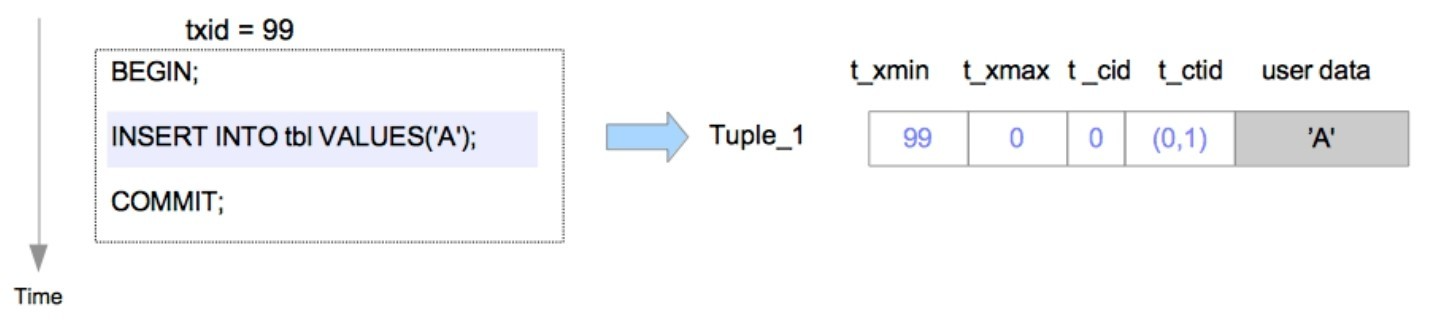 txid = 99
BEGIN;
INSERT INTO tbl VALUES('A');
COMMIT;
Time
t_xmin t_xmax t _cid t_ctid user data
Tuple_1 99 0 0 (0,1) 'A'